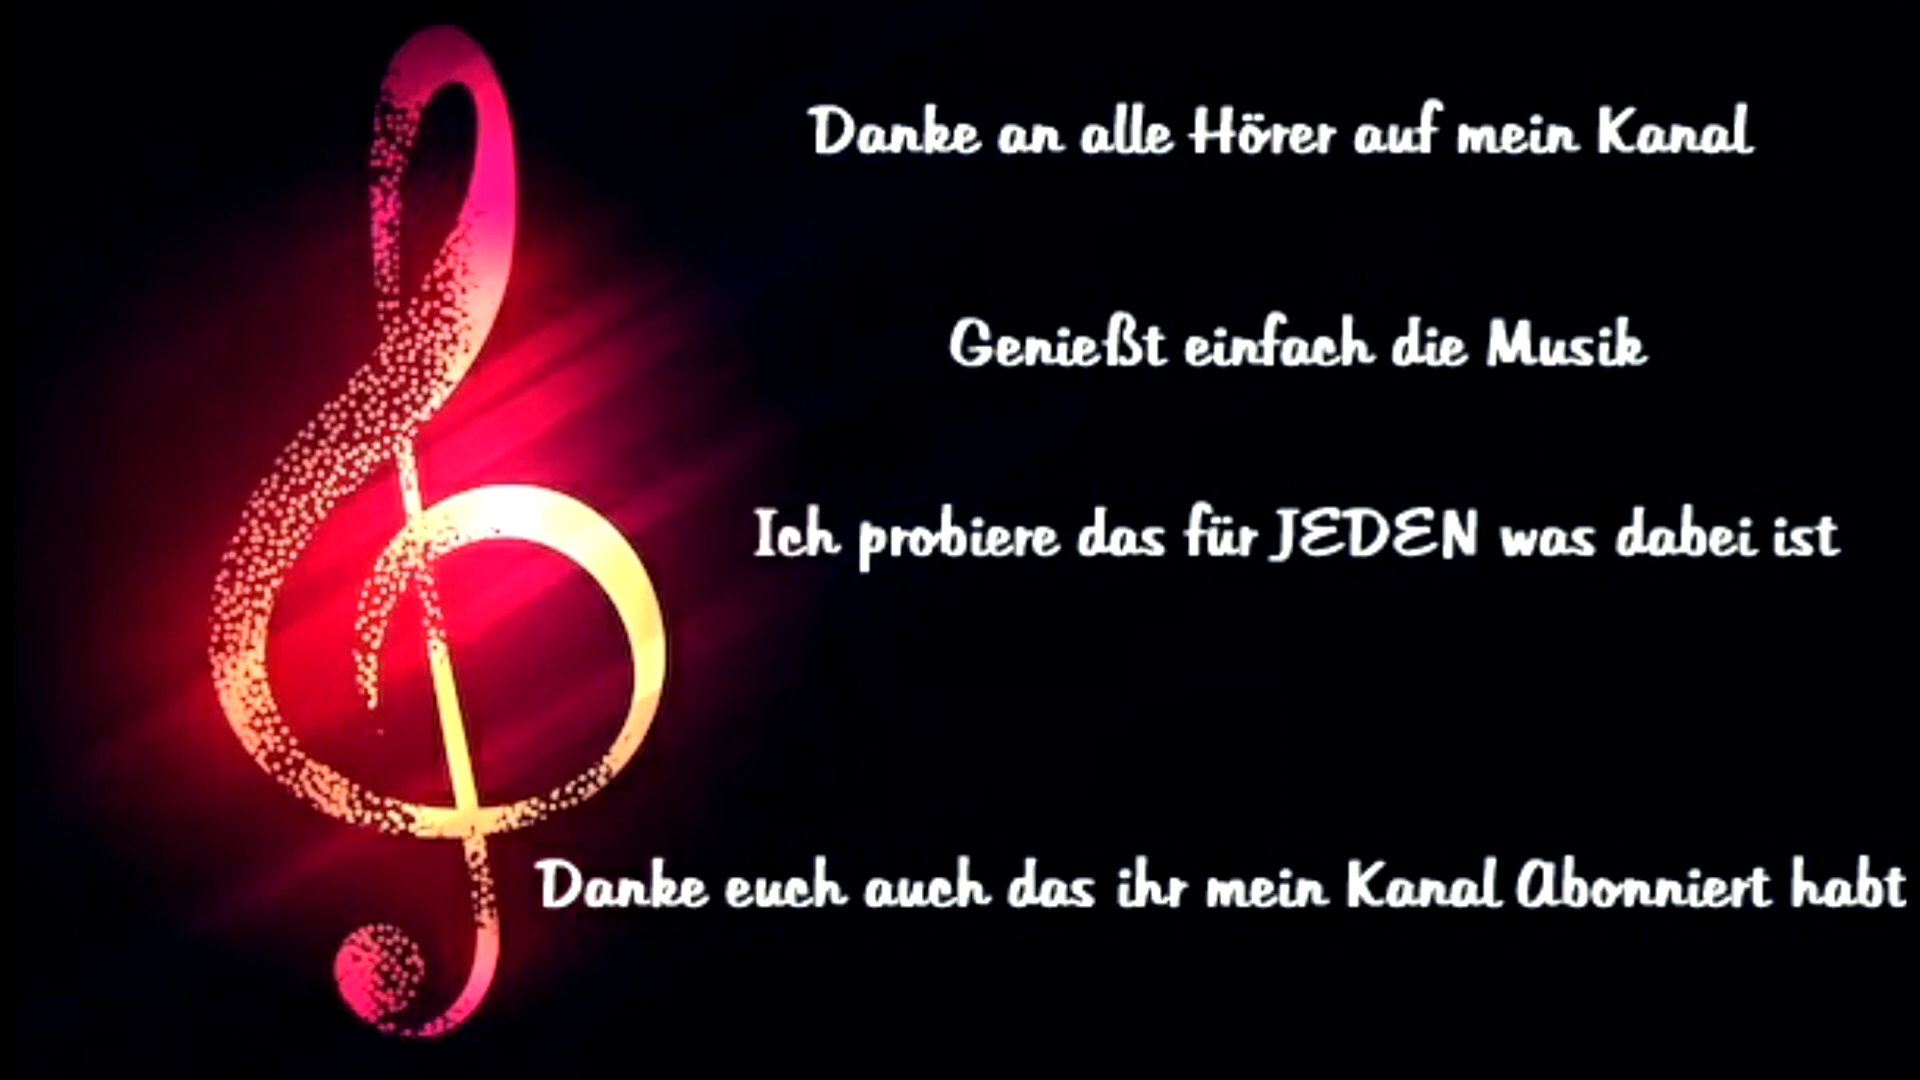 Danke an alle Hörer auf mein Kanal
Genießt einfach die Musik
Ich probiere das für JEDEN was dabei ist
Danke euch auch das ihr mein Kanal Abonniert habt